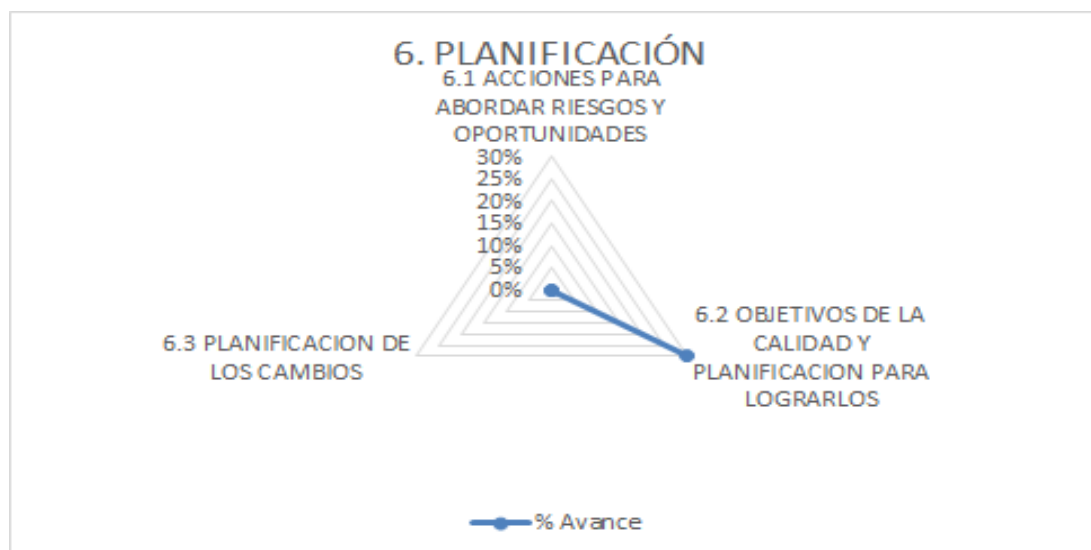 6. PLANIFICACIÓN
6.1 ACCIONES PARA
ABORDAR RIESGOS Y
OPORTUNIDADES
30%
25%
20%
15%
10%
5%
0%
6.2 OBJETIVOS DE LA
CALIDAD Y
PLANIFICACION PARA
LOGRARLOS
6.3 PLANIFICACION DE
LOS CAMBIOS
% Avance